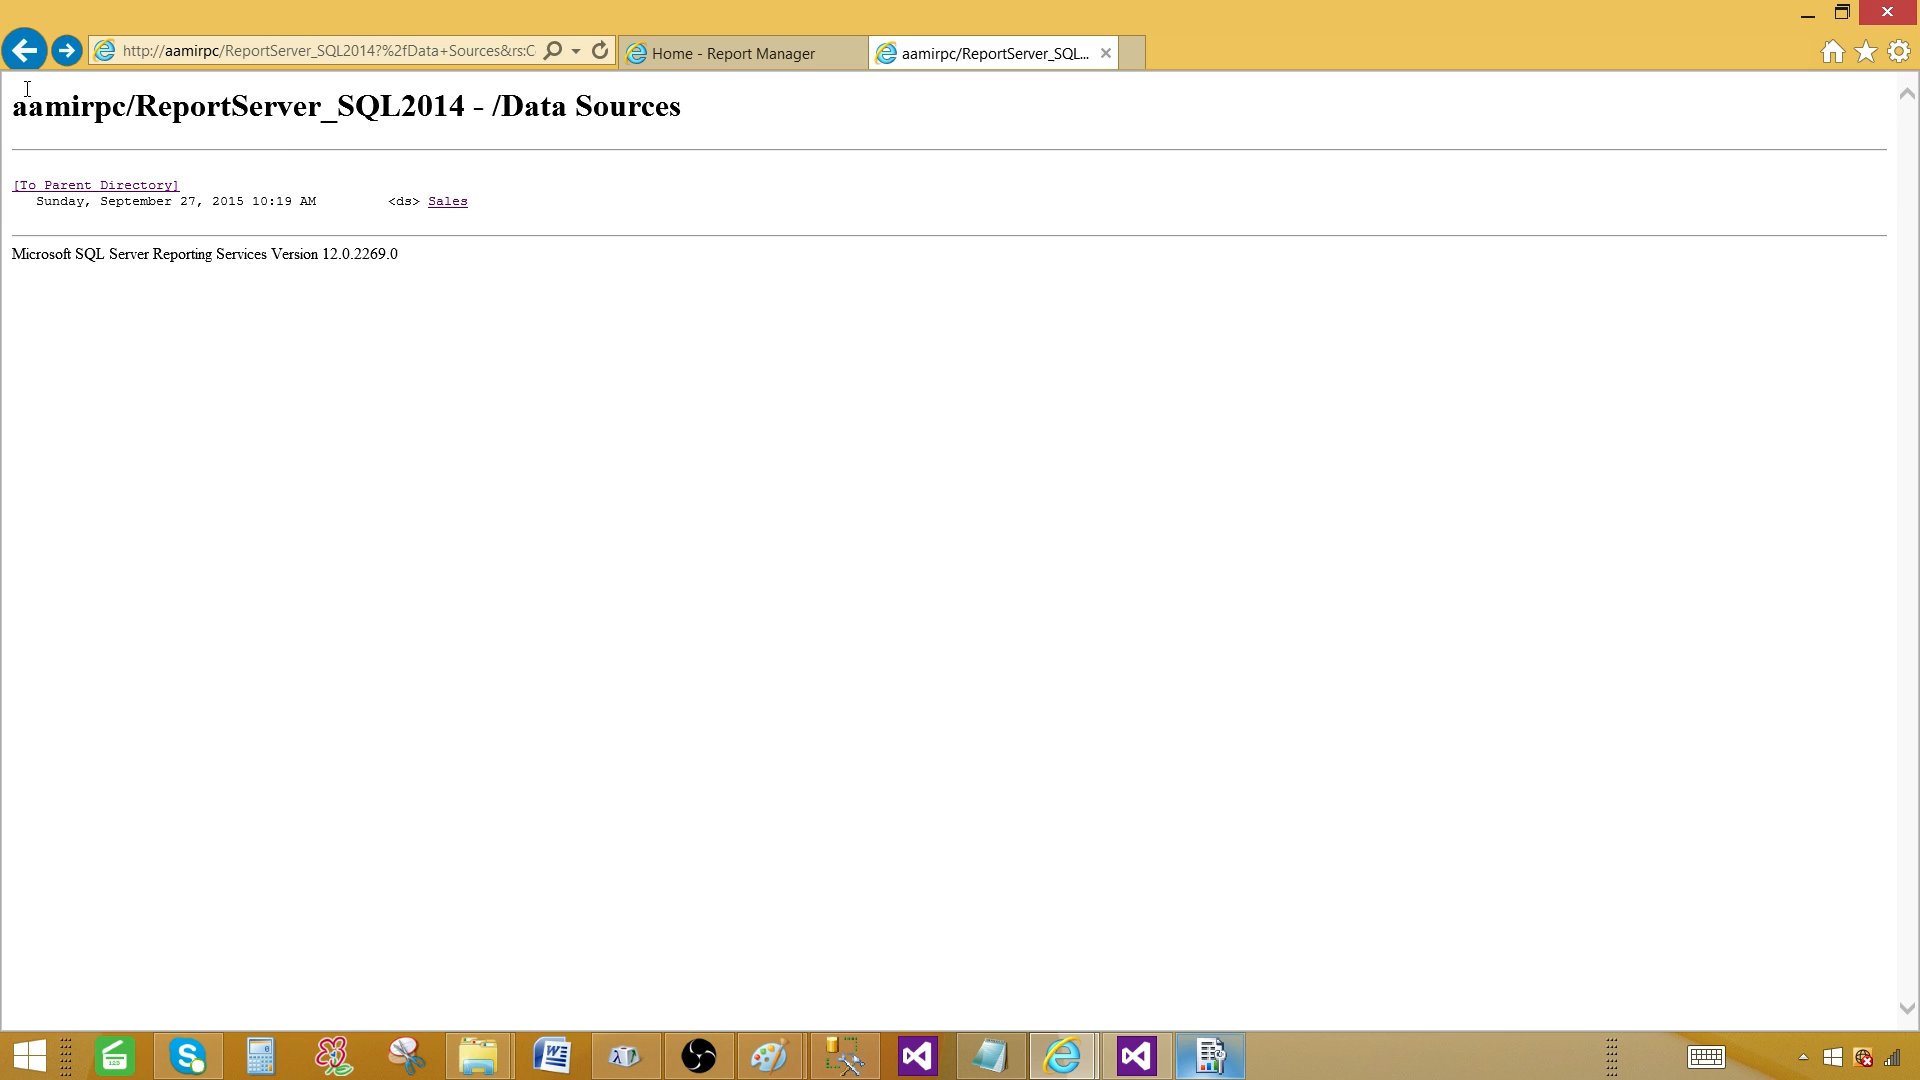 http://aamirpc/ReportServer_SQL2014?%2fData+Sources&rs:C
Home - Report Manager
aamirpc/ReportServer_SQL...
aamirpc/ReportServer_SQL2014 - /Data Sources
[To Parent Directory]
Sunday, September 27, 2015 10:19 AM <ds> Sales
Microsoft SQL Server Reporting Services Version 12.0.2269.0